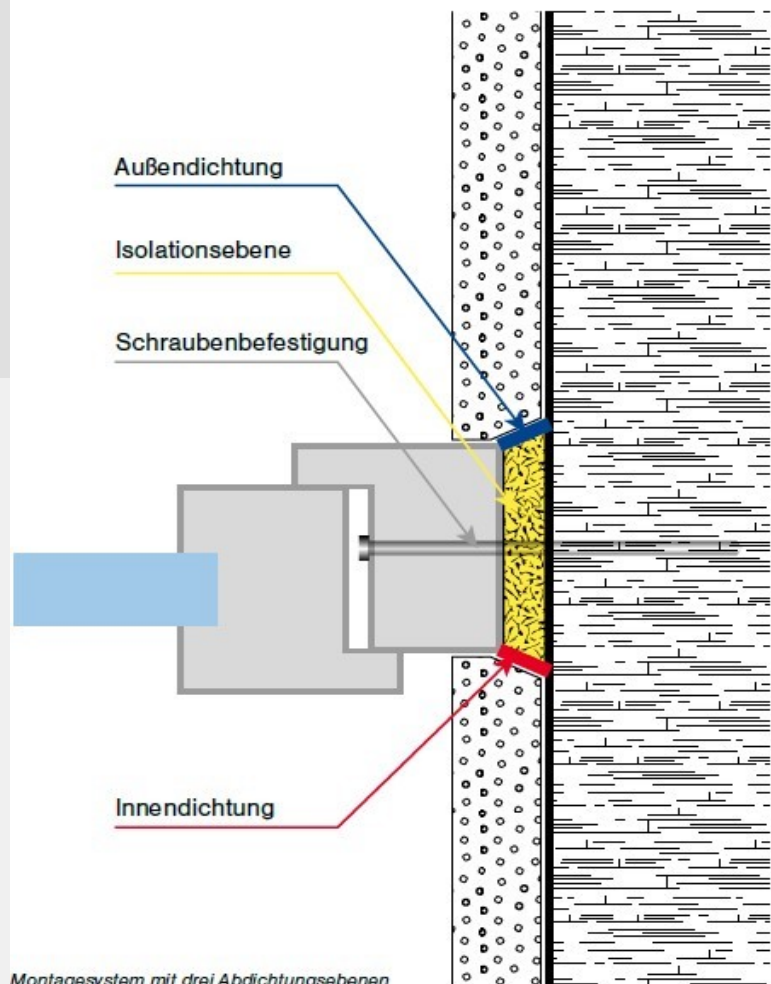 Außendichtung
Isolationsebene
Schraubenbefestigung
Innendichtung
Montagesystem mit drei Abdichtungsebenen